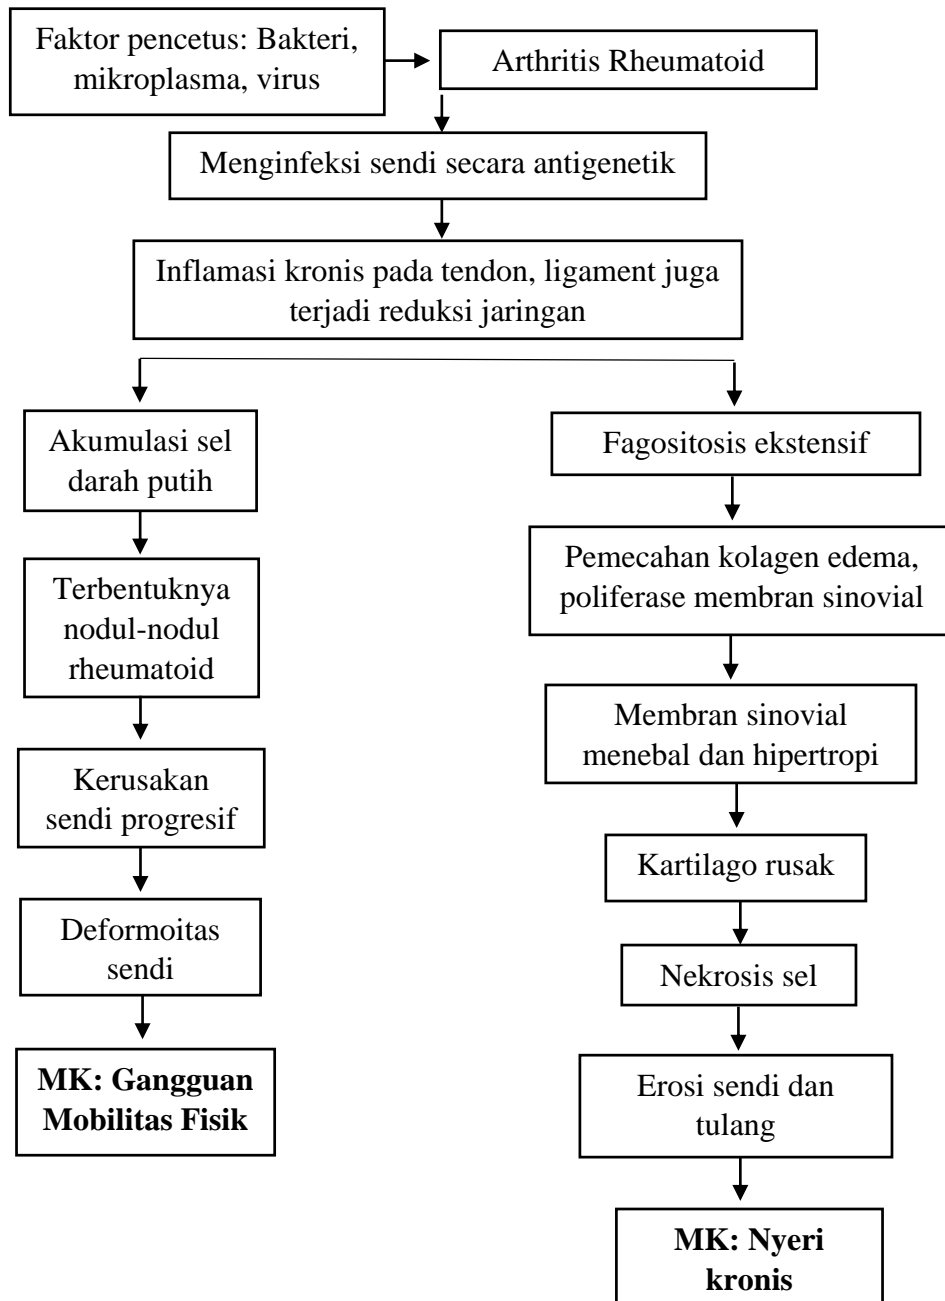 Faktor pencetus: Bakteri,
mikroplasma, virus
Arthritis Rheumatoid
Menginfeksi sendi secara antigenetik
Inflamasi kronis pada tendon, ligament juga
terjadi reduksi jaringan
Akumulasi sel
darah putih
Terbentuknya
nodul-nodul
rheumatoid
Kerusakan
sendi progresif
Deformoitas
sendi
MK: Gangguan
Mobilitas Fisik
Fagositosis ekstensif
Pemecahan kolagen edema,
poliferase membran sinovial
Membran sinovial
menebal dan hipertropi
Kartilago rusak
Nekrosis sel
Erosi sendi dan
tulang
MK: Nyeri
kronis